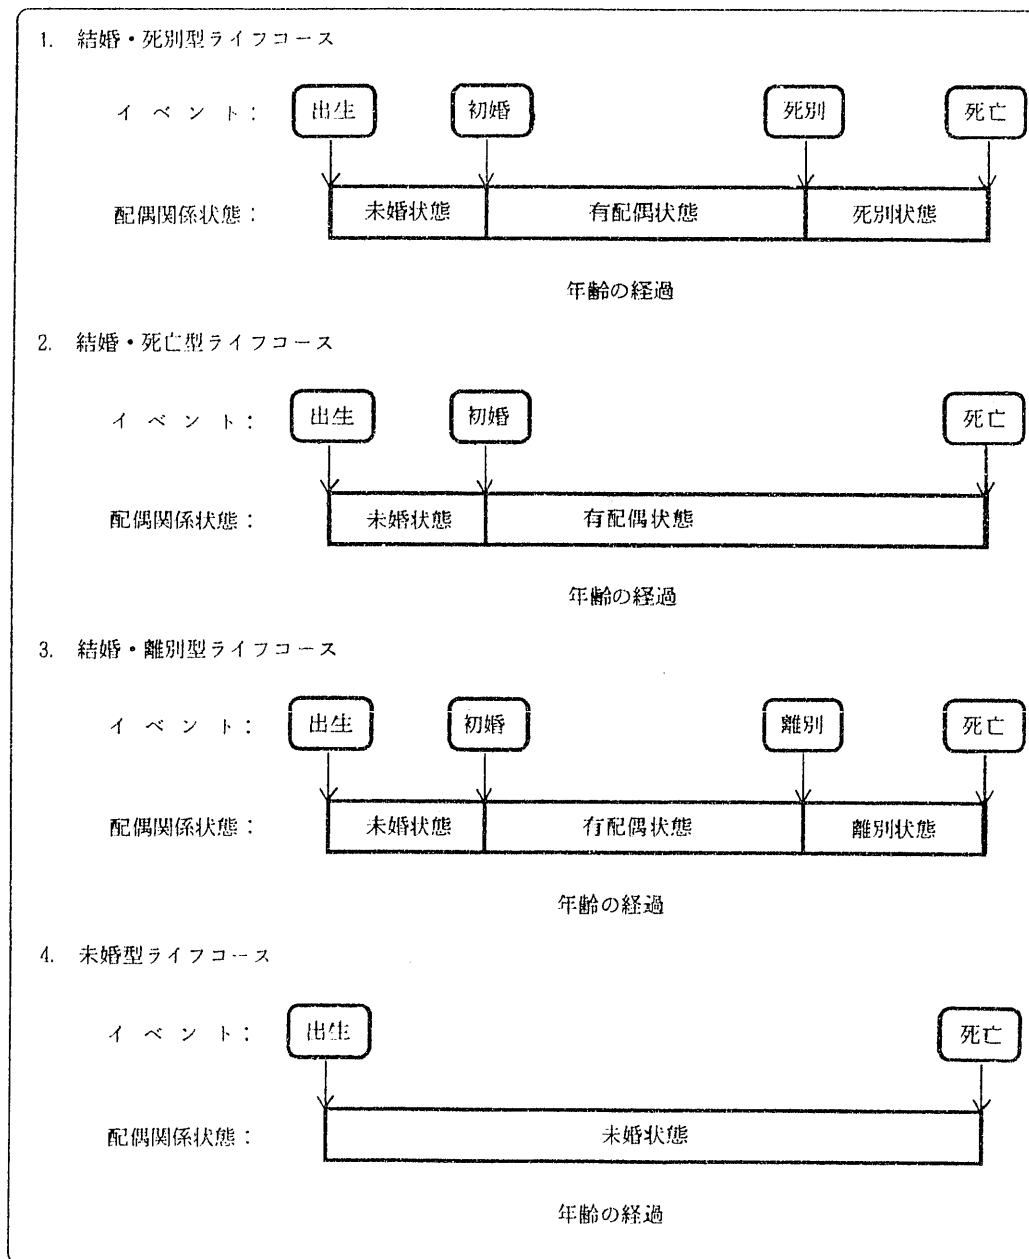 1. 結婚・死別型ライフコース
イベント： 出生 初婚 死別 死亡
配偶関係状態： 未婚状態 有配偶状態 死別状態
年齢の経過
2. 結婚・死亡型ライフコース
イベント： 出生 初婚 死亡
配偶関係状態： 未婚状態 有配偶状態
年齢の経過
3. 結婚・離別型ライフコース
イベント： 出生 初婚 離別 死亡
配偶関係状態： 未婚状態 有配偶状態 離別状態
年齢の経過
4. 未婚型ライフコース
イベント： 出生 死亡
配偶関係状態： 未婚状態
年齢の経過